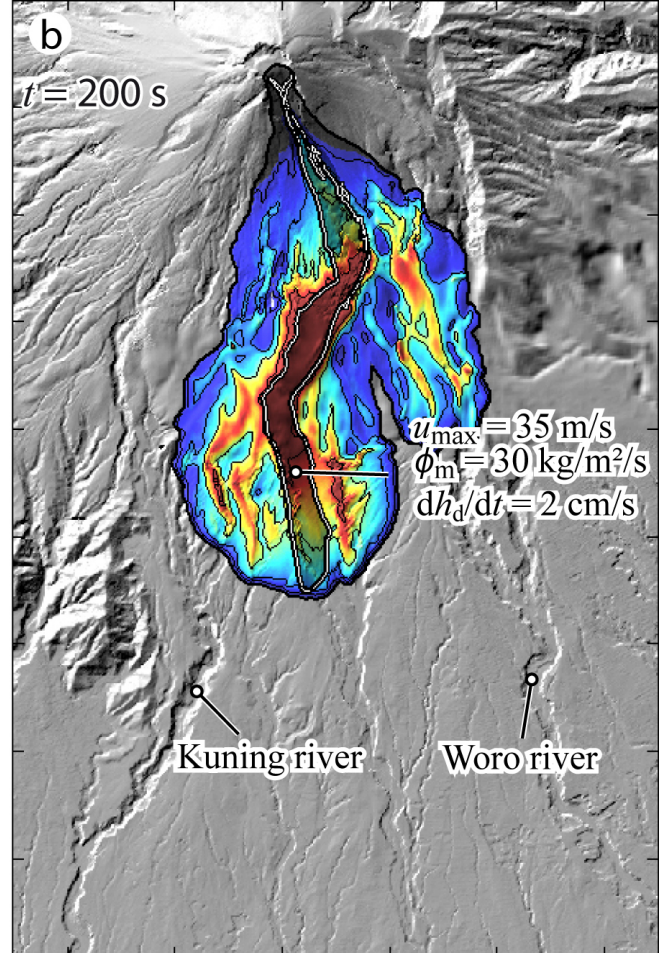 b
t = 200 s
u_max = 35 m/s
ϕ_m = 30 kg/m²/s
dh_d/dt = 2 cm/s
Kuning river
Woro river